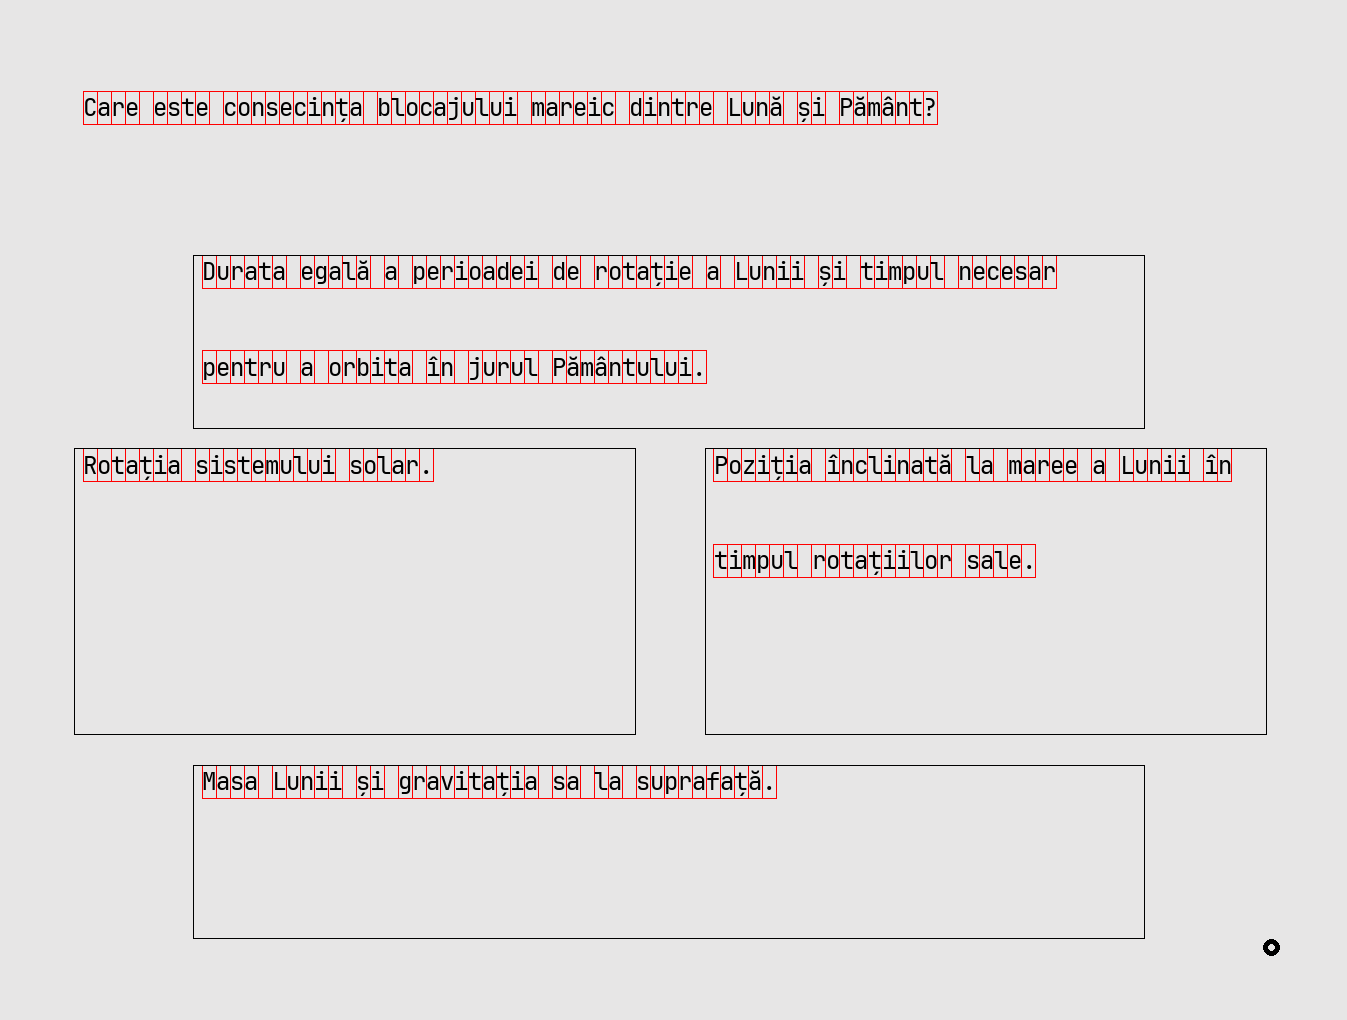 Care este consecința blocajului mareic dintre Lună și Pământ?
Durata egală a perioadei de rotație a Lunii și timpul necesar
pentru a orbita în jurul Pământului.
Rotația sistemului solar.
Poziția înclinată la maree a Lunii în
timpul rotațiilor sale.
Masa Lunii și gravitația sa la suprafață.